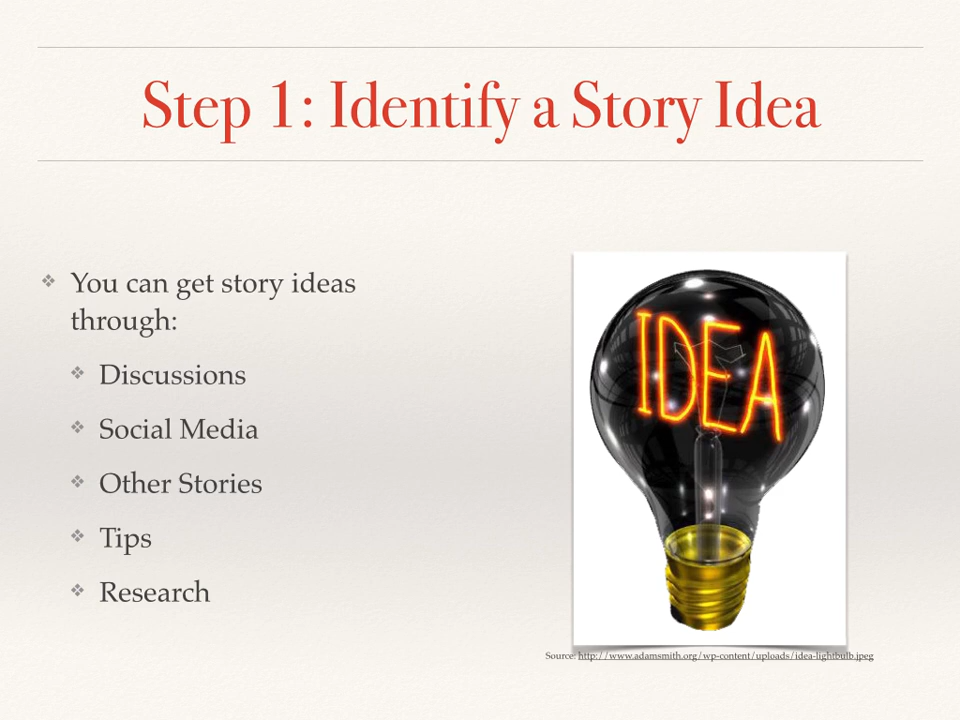 Step 1: Identify a Story Idea
❖ You can get story ideas
through:
❖ Discussions
❖ Social Media
❖ Other Stories
❖ Tips
❖ Research
IDEA
Source: http://www.adamsmith.org/wp-content/uploads/idea-lightbulb.jpeg